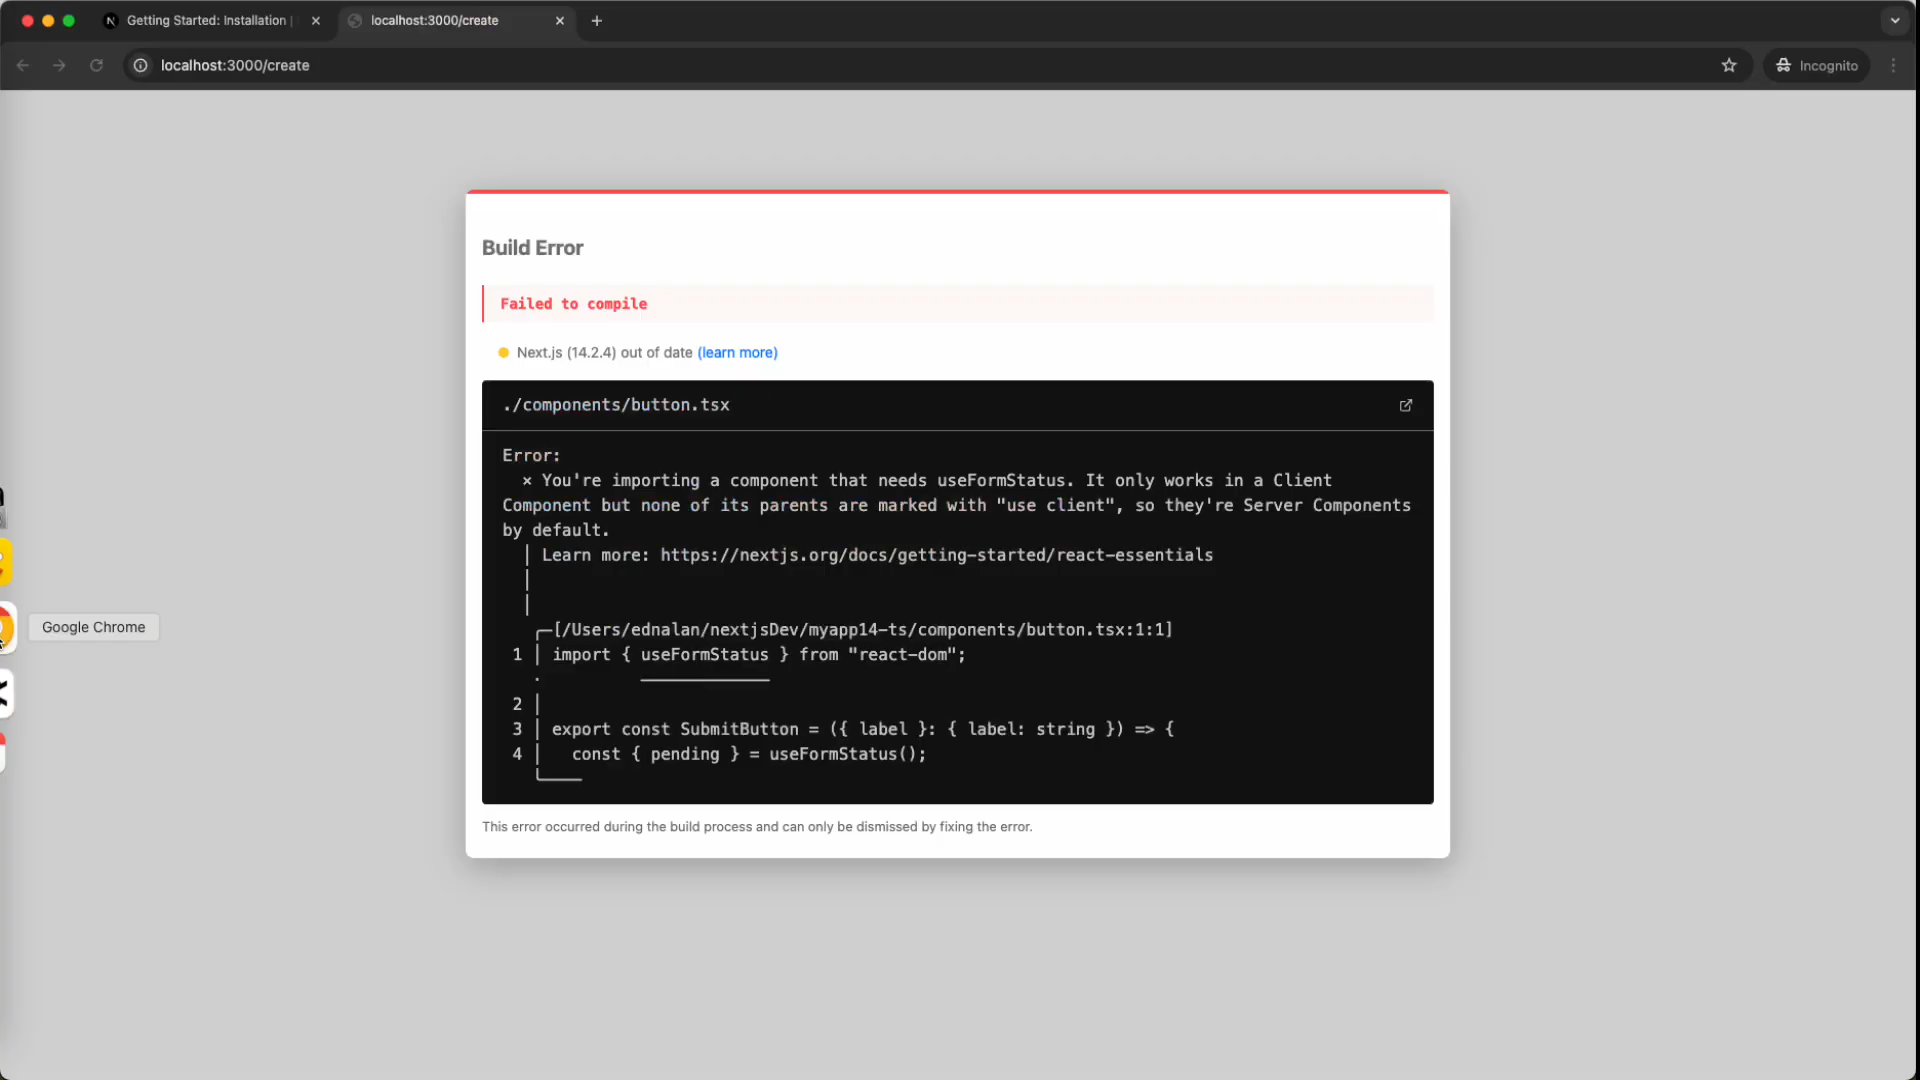 Getting Started: Installation |
localhost:3000/create
localhost:3000/create
Incognito
Build Error
Failed to compile
Next.js (14.2.4) out of date (learn more)
./components/button.tsx
Error:
× You're importing a component that needs useFormStatus. It only works in a Client
Component but none of its parents are marked with "use client", so they're Server Components
by default.
│ Learn more: https://nextjs.org/docs/getting-started/react-essentials
│
│
╭─[/Users/ednalan/nextjsDev/myapp14-ts/components/button.tsx:1:1]
1 │ import { useFormStatus } from "react-dom";
· ─────────────
2 │
3 │ export const SubmitButton = ({ label }: { label: string }) => {
4 │ const { pending } = useFormStatus();
╰────
This error occurred during the build process and can only be dismissed by fixing the error.
Google Chrome